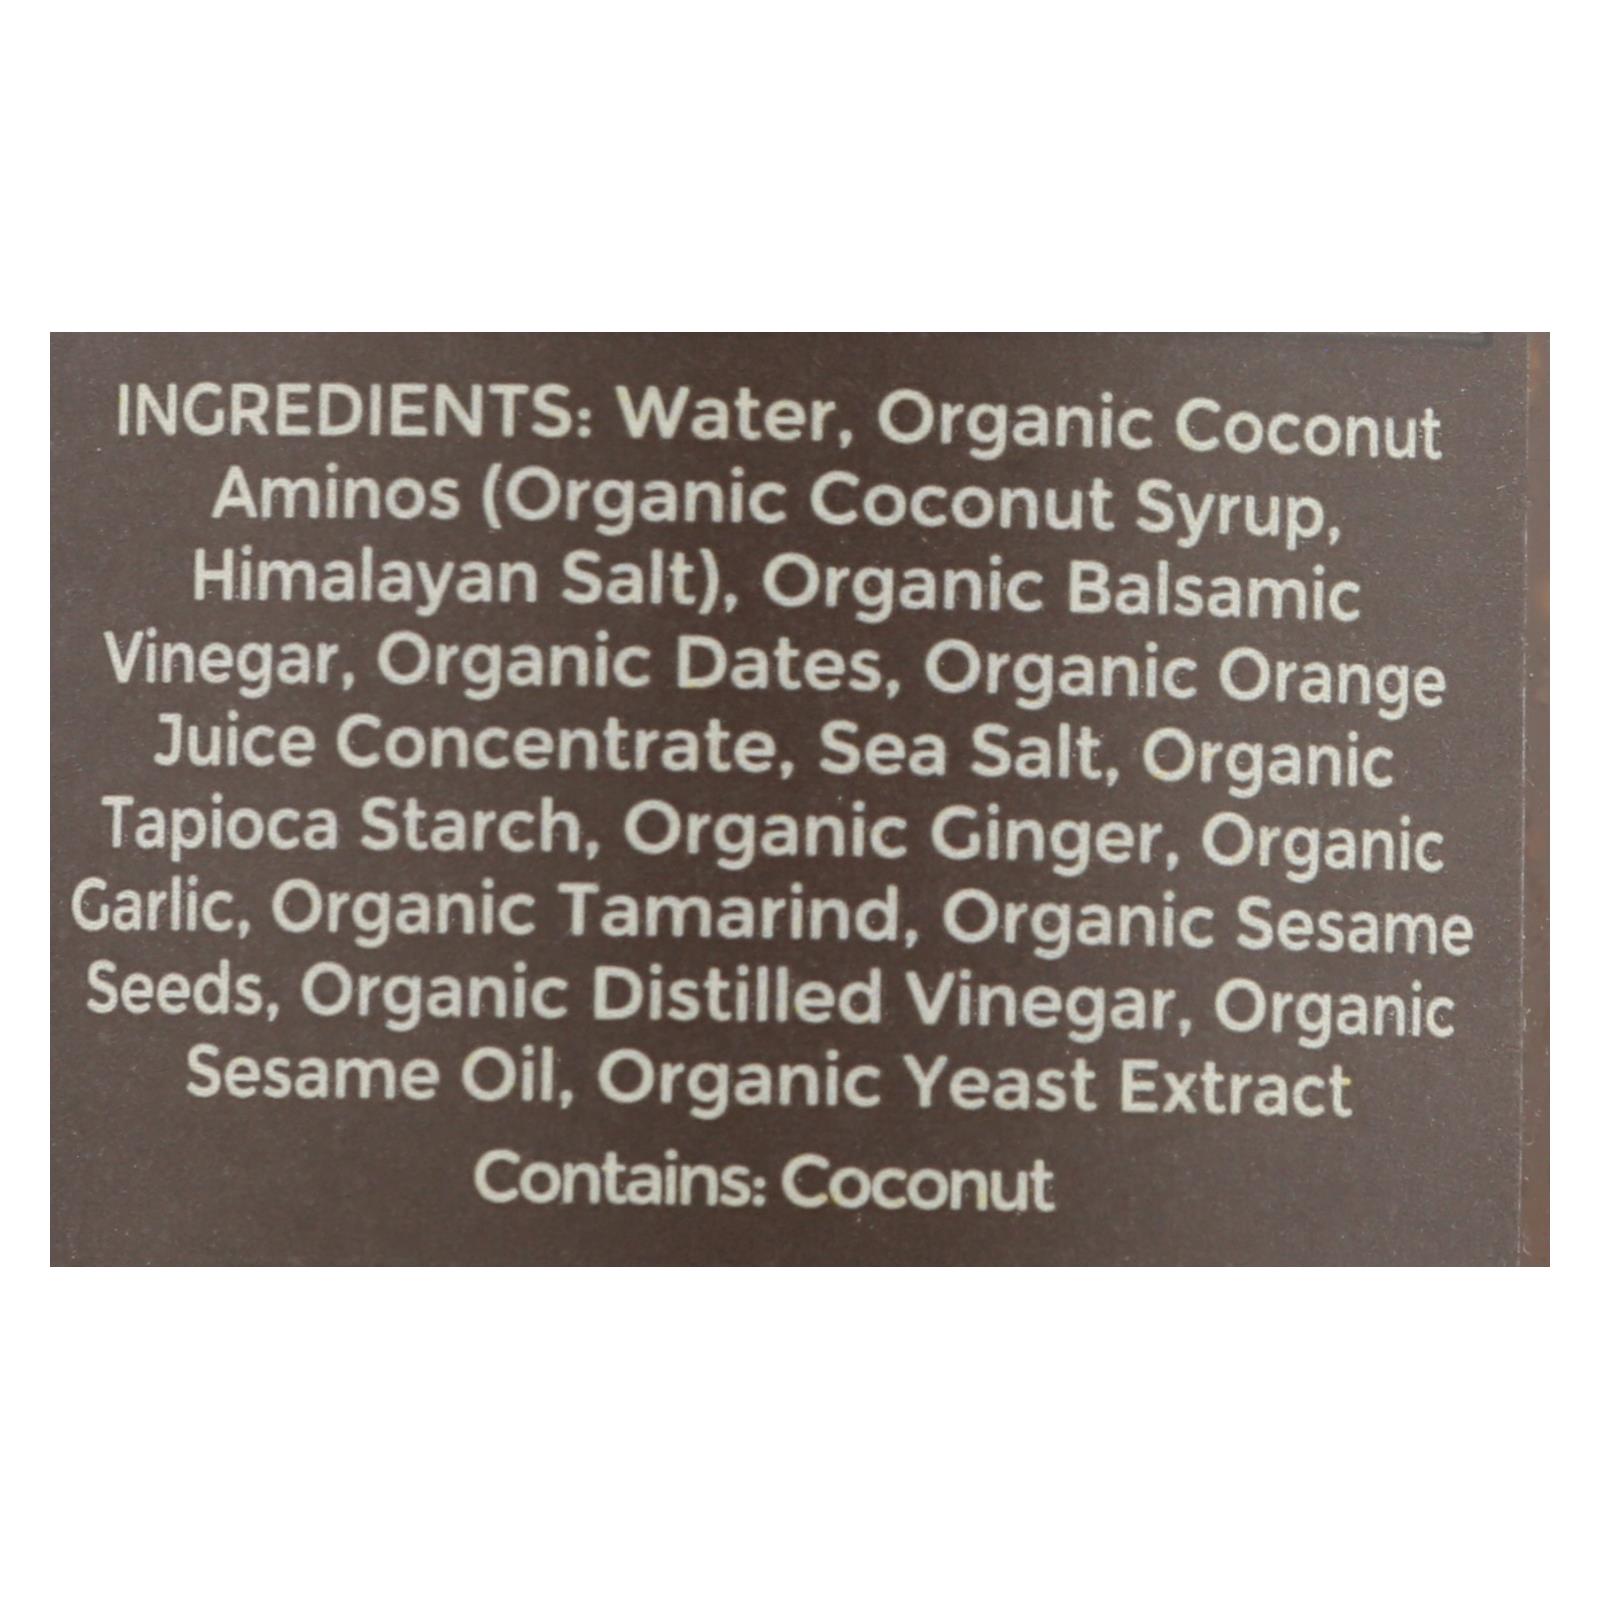 INGREDIENTS: Water, Organic Coconut
Aminos (Organic Coconut Syrup,
Himalayan Salt), Organic Balsamic
Vinegar, Organic Dates, Organic Orange
Juice Concentrate, Sea Salt, Organic
Tapioca Starch, Organic Ginger, Organic
Garlic, Organic Tamarind, Organic Sesame
Seeds, Organic Distilled Vinegar, Organic
Sesame Oil, Organic Yeast Extract
Contains: Coconut